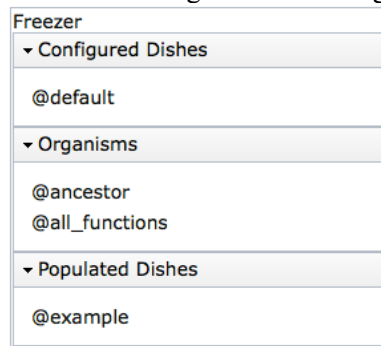 Freezer
Configured Dishes
@default
Organisms
@ancestor
@all_functions
Populated Dishes
@example